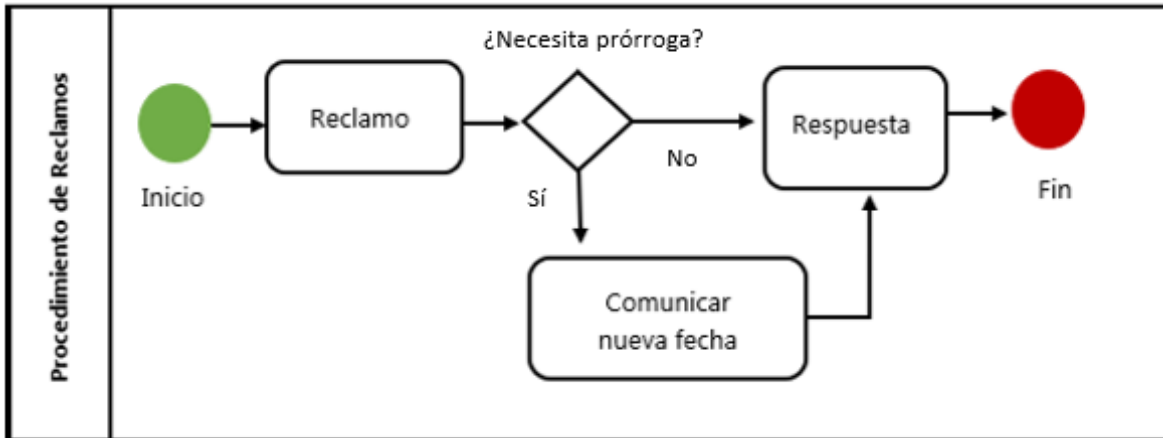 Procedimiento de Reclamos
¿Necesita prórroga?
Reclamo
Respuesta
No
Sí
Inicio
Fin
Comunicar
nueva fecha